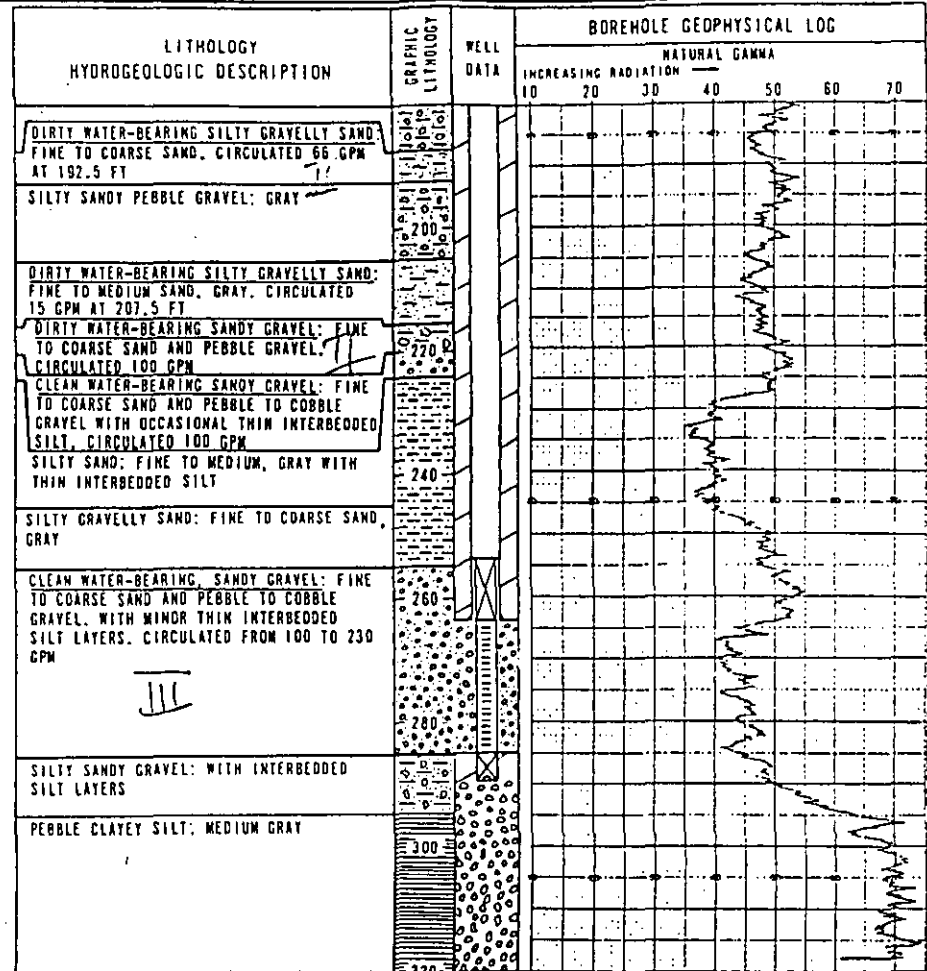 LITHOLOGY
HYDROGEOLOGIC DESCRIPTION
GRAPHIC
LITHOLOGY
WELL
DATA
BOREHOLE GEOPHYSICAL LOG
NATURAL GAMMA
INCREASING RADIATION
10 20 30 40 50 60 70
DIRTY WATER-BEARING SILTY GRAVELLY SAND:
FINE TO COARSE SAND. CIRCULATED 66 GPM
AT 192.5 FT
SILTY SANDY PEBBLE GRAVEL: GRAY
200
DIRTY WATER-BEARING SILTY GRAVELLY SAND:
FINE TO MEDIUM SAND, GRAY. CIRCULATED
15 GPM AT 207.5 FT
DIRTY WATER-BEARING SANDY GRAVEL: FINE
TO COARSE SAND AND PEBBLE GRAVEL.
CIRCULATED 100 GPM
220
II
CLEAN WATER-BEARING SANDY GRAVEL: FINE
TO COARSE SAND AND PEBBLE TO COBBLE
GRAVEL WITH OCCASIONAL THIN INTERBEDDED
SILT, CIRCULATED 100 GPM
SILTY SAND: FINE TO MEDIUM, GRAY WITH
THIN INTERBEDDED SILT
240
SILTY GRAVELLY SAND: FINE TO COARSE SAND,
GRAY
CLEAN WATER-BEARING, SANDY GRAVEL: FINE
TO COARSE SAND AND PEBBLE TO COBBLE
GRAVEL, WITH MINOR THIN INTERBEDDED
SILT LAYERS. CIRCULATED FROM 100 TO 230
GPM
260
III
280
SILTY SANDY GRAVEL: WITH INTERBEDDED
SILT LAYERS
PEBBLE CLAYEY SILT: MEDIUM GRAY
300
320